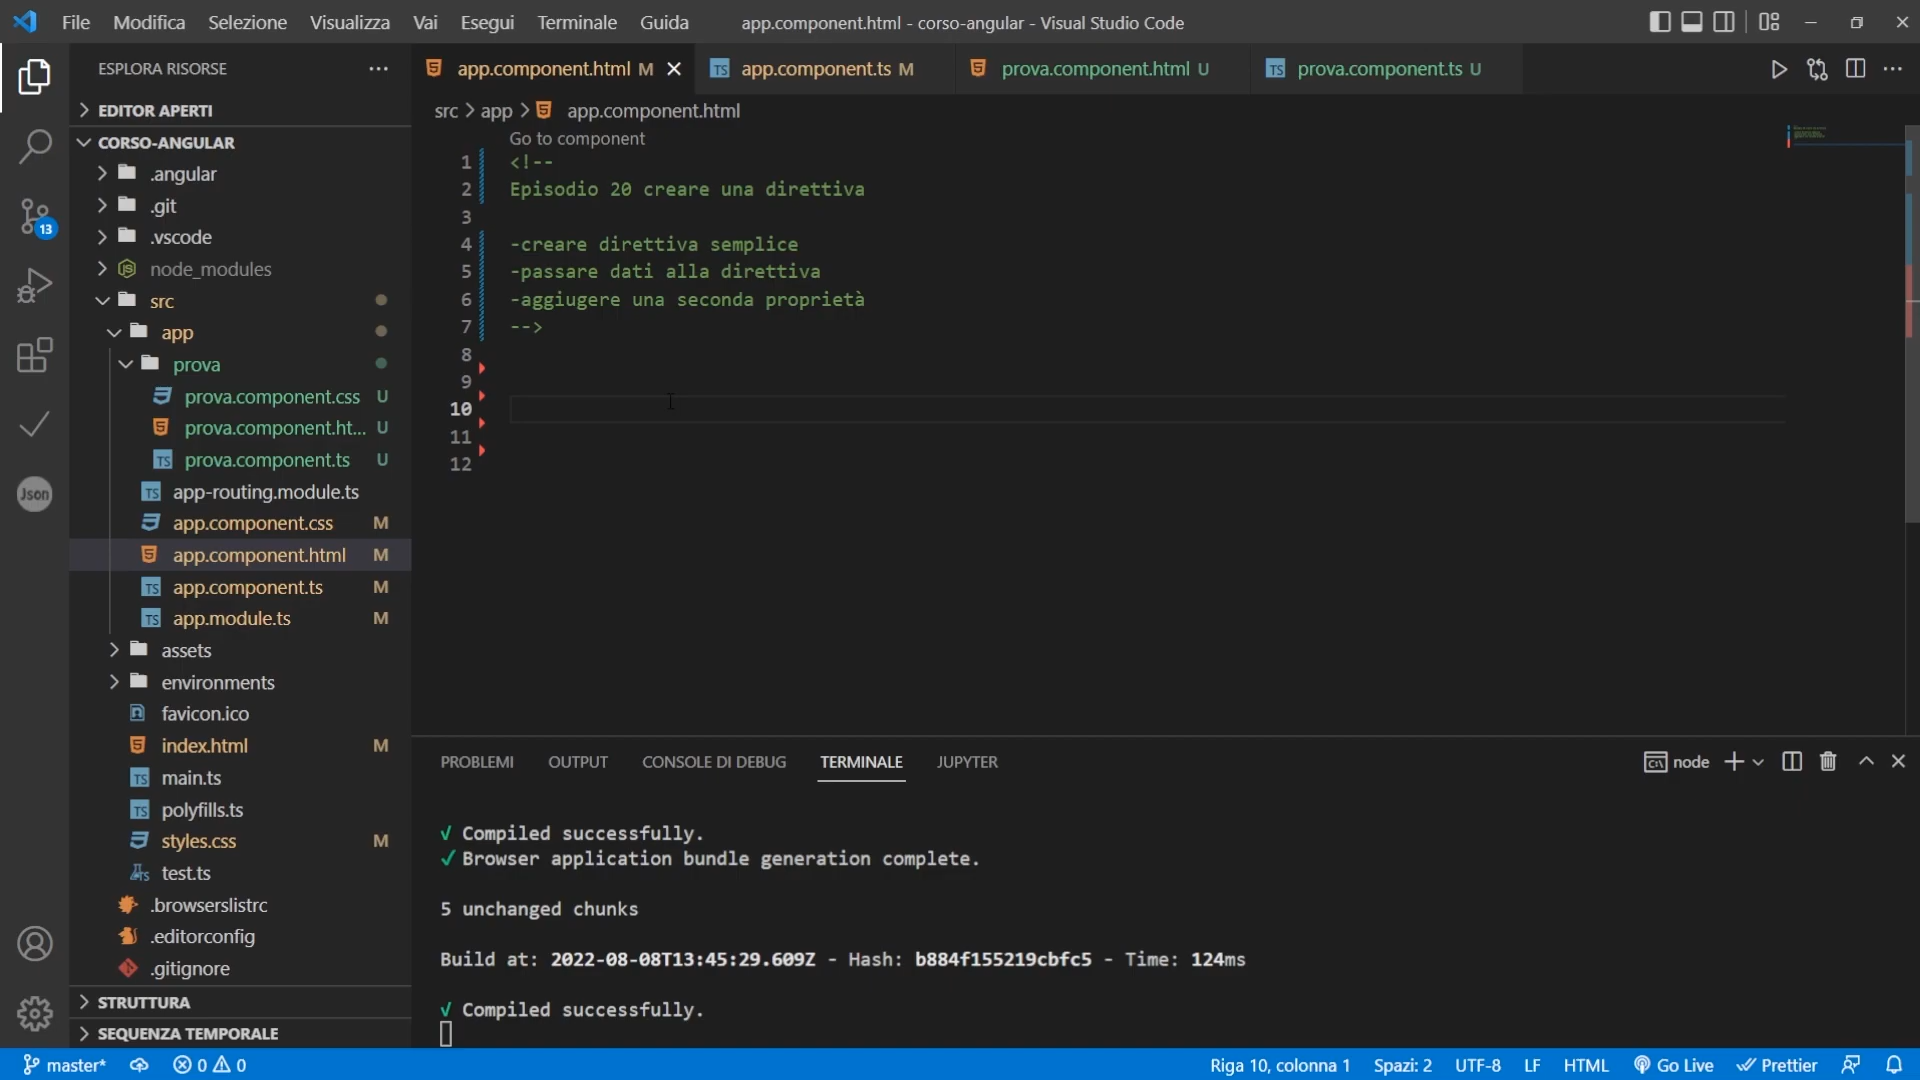 File Modifica Selezione Visualizza Vai Esegui Terminale Guida app.component.html - corso-angular - Visual Studio Code
ESPLORA RISORSE
EDITOR APERTI
CORSO-ANGULAR
.angular
.git
.vscode
node_modules
src
app
prova
prova.component.css U
prova.component.ht... U
prova.component.ts U
app-routing.module.ts
app.component.css M
app.component.html M
app.component.ts M
app.module.ts M
assets
environments
favicon.ico
index.html M
main.ts
polyfills.ts
styles.css M
test.ts
.browserslistrc
.editorconfig
.gitignore
STRUTTURA
SEQUENZA TEMPORALE
13
Json
app.component.html M
TS app.component.ts M
prova.component.html U
TS prova.component.ts U
src > app > app.component.html
Go to component
1 <!--
2 Episodio 20 creare una direttiva
3
4 -creare direttiva semplice
5 -passare dati alla direttiva
6 -aggiugere una seconda proprietà
7 -->
8
9
10
11
12
PROBLEMI OUTPUT CONSOLE DI DEBUG TERMINALE JUPYTER
node
√ Compiled successfully.
✓ Browser application bundle generation complete.
5 unchanged chunks
Build at: 2022-08-08T13:45:29.609Z - Hash: b884f155219cbfc5 - Time: 124ms
√ Compiled successfully.
master* 0 0 Riga 10, colonna 1 Spazi: 2 UTF-8 LF HTML Go Live Prettier